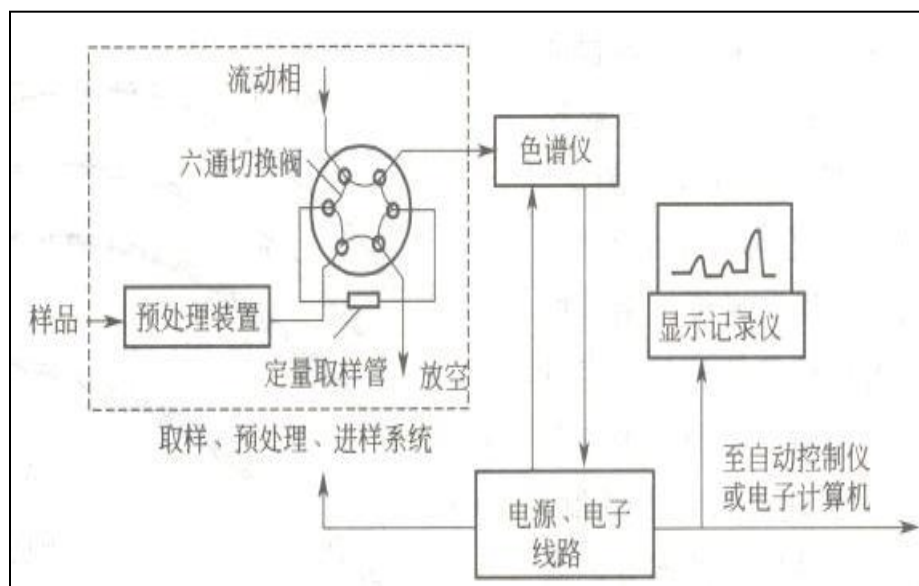 流动相
六通切换阀
色谱仪
样品
预处理装置
显示记录仪
定量取样管
放空
取样、预处理、进样系统
至自动控制仪
或电子计算机
电源、电子
线路